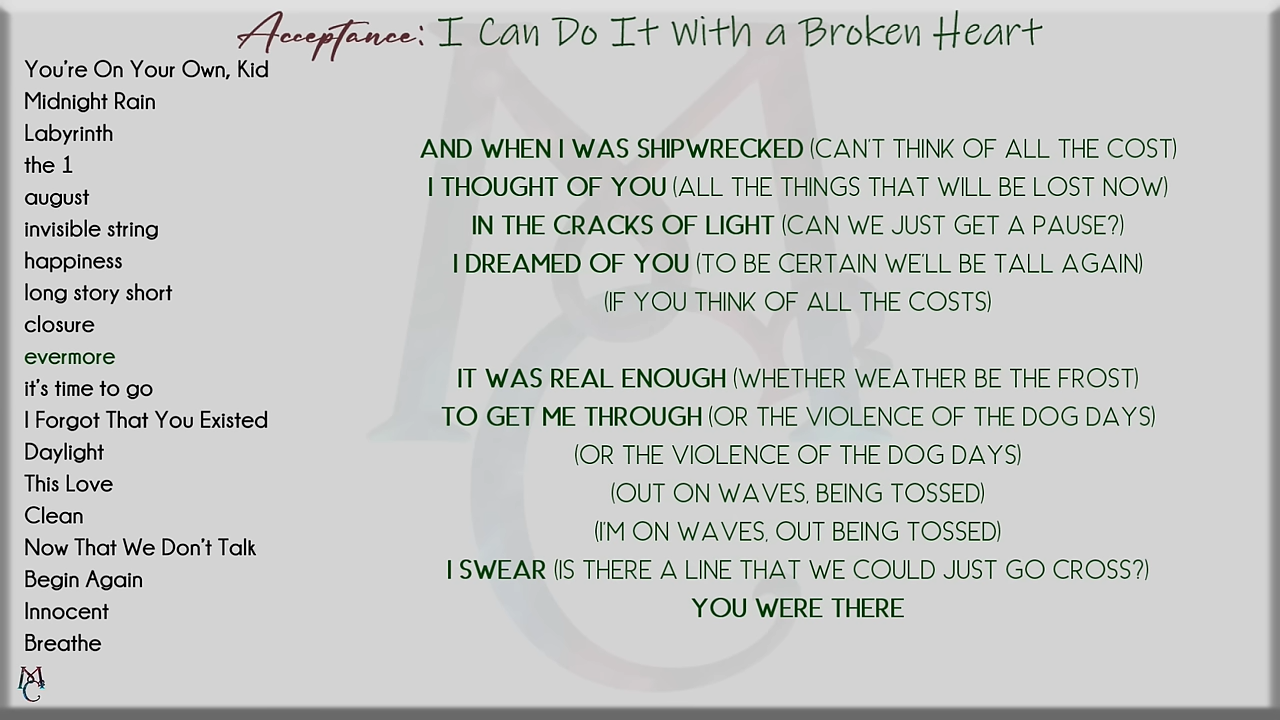 Acceptance: I Can Do It With a Broken Heart
You're On Your Own, Kid
Midnight Rain
Labyrinth
the 1
august
invisible string
happiness
long story short
closure
evermore
it's time to go
I Forgot That You Existed
Daylight
This Love
Clean
Now That We Don't Talk
Begin Again
Innocent
Breathe
AND WHEN I WAS SHIPWRECKED (CAN'T THINK OF ALL THE COST)
I THOUGHT OF YOU (ALL THE THINGS THAT WILL BE LOST NOW)
IN THE CRACKS OF LIGHT (CAN WE JUST GET A PAUSE?)
I DREAMED OF YOU (TO BE CERTAIN WE'LL BE TALL AGAIN)
(IF YOU THINK OF ALL THE COSTS)
IT WAS REAL ENOUGH (WHETHER WEATHER BE THE FROST)
TO GET ME THROUGH (OR THE VIOLENCE OF THE DOG DAYS)
(OR THE VIOLENCE OF THE DOG DAYS)
(OUT ON WAVES, BEING TOSSED)
(I'M ON WAVES, OUT BEING TOSSED)
I SWEAR (IS THERE A LINE THAT WE COULD JUST GO CROSS?)
YOU WERE THERE